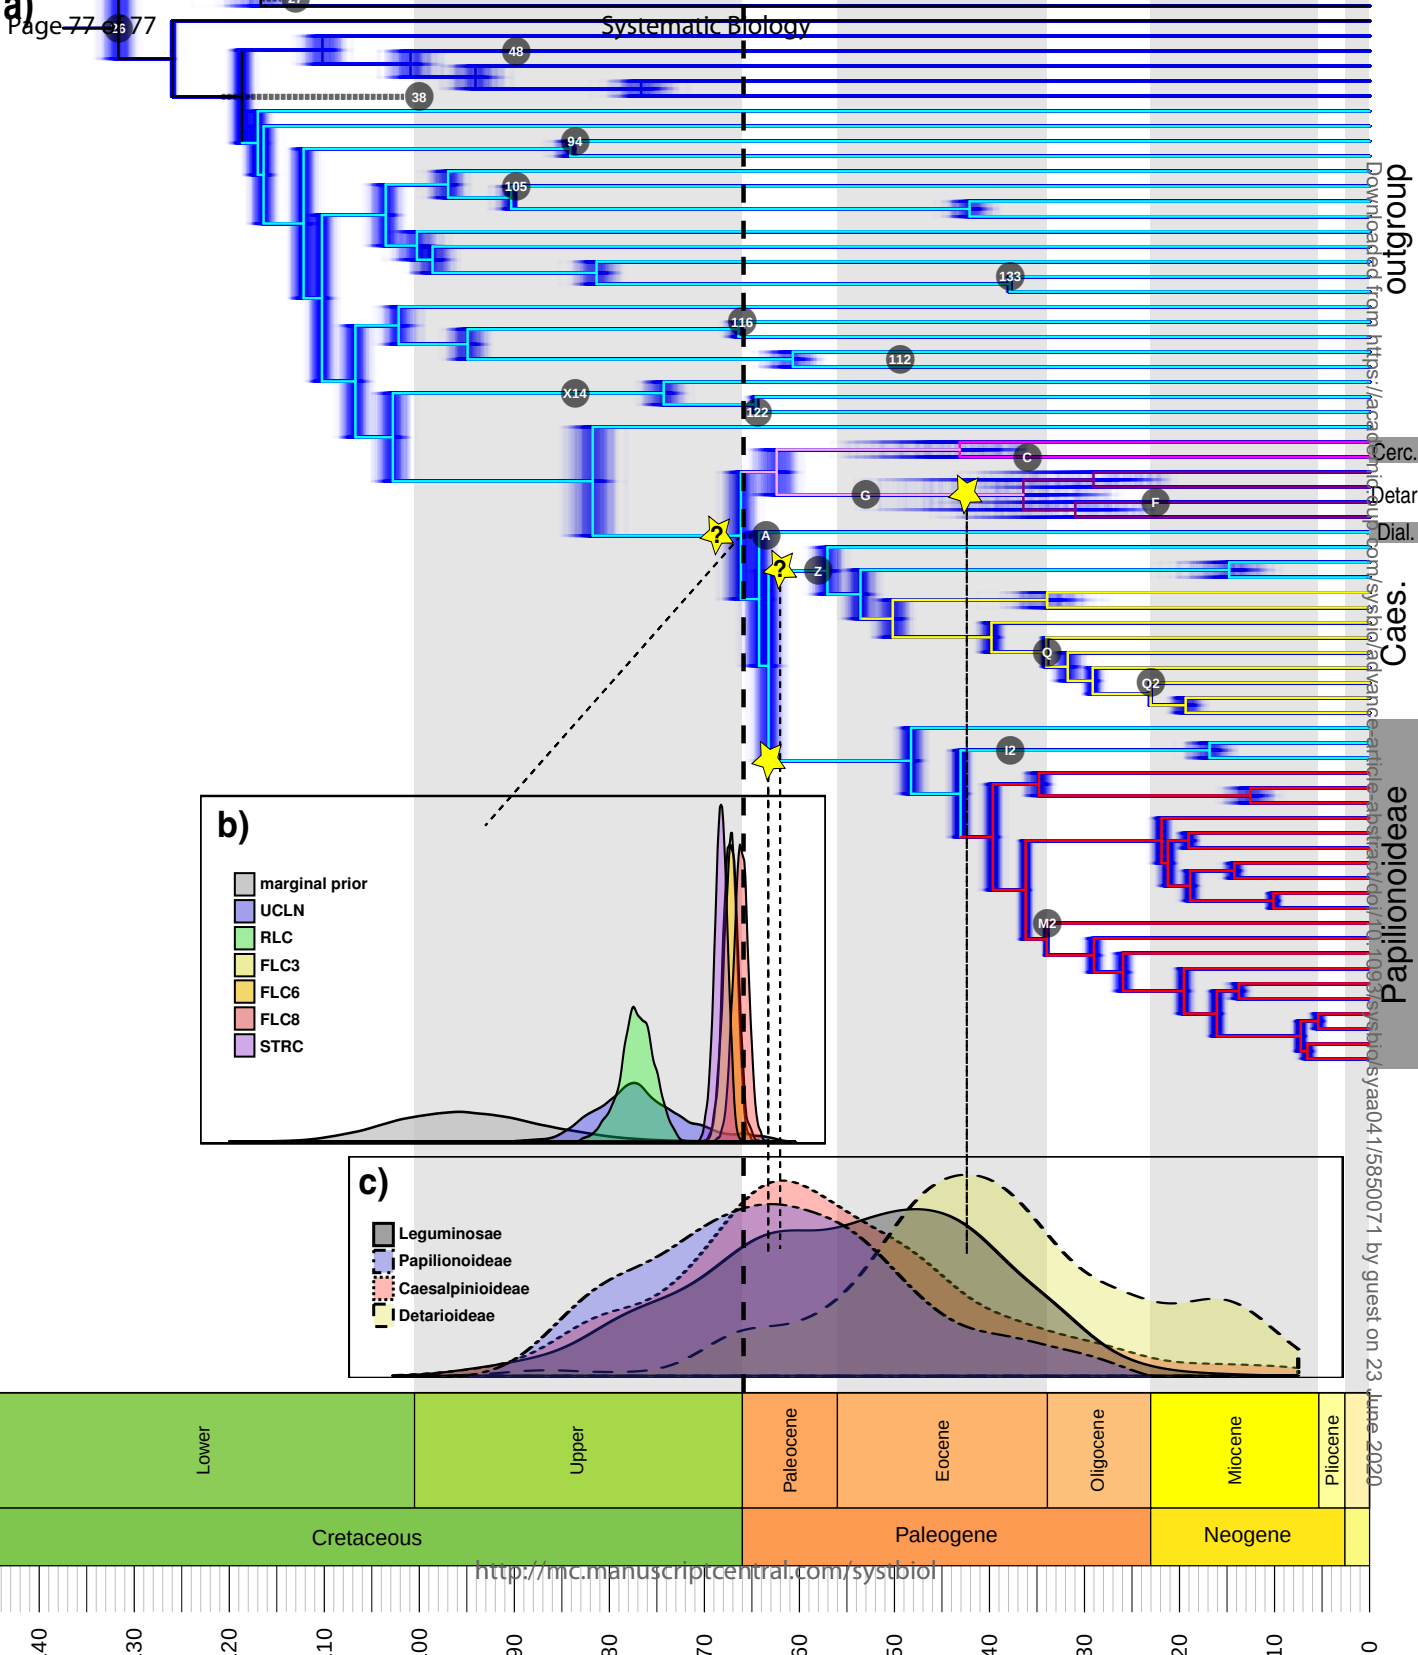 a)
Page 77 of 77
Systematic Biology
27
26
48
38
94
105
133
116
112
X14
122
C
G
F
?
A
?
Z
Q
Q2
I2
M2
outgroup
Cerc.
Detar
Dial.
Caes.
Papilionoideae
Downloaded from https://academic.oup.com/sysbio/advance-article-abstract/doi/10.1093/sysbio/syaa041/5850071 by guest on 23 June 2020
b)
marginal prior
UCLN
RLC
FLC3
FLC6
FLC8
STRC
c)
Leguminosae
Papilionoideae
Caesalpinioideae
Detarioideae
Lower
Upper
Paleocene
Eocene
Oligocene
Miocene
Pliocene
Cretaceous
Paleogene
Neogene
http://mc.manuscriptcentral.com/systbiol
40 30 20 10 00 90 80 70 60 50 40 30 20 10 0